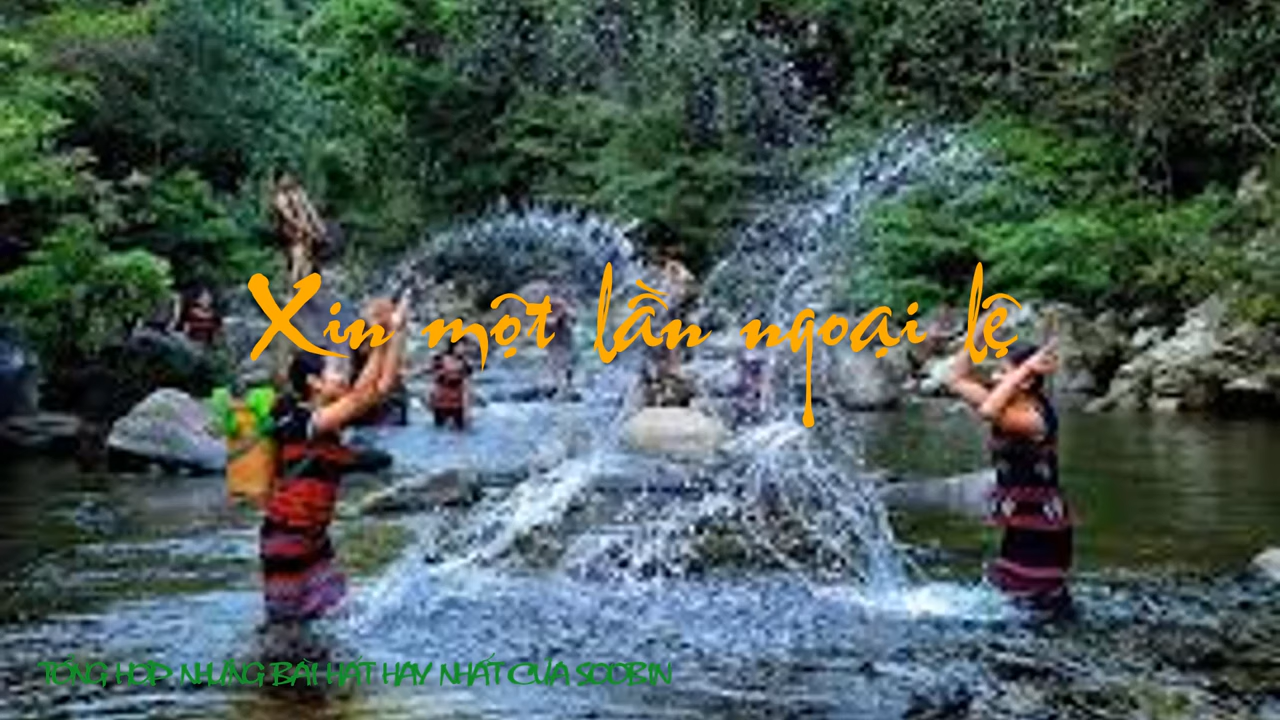 Xin một lần ngoại lệ
TỔNG HỢP NHỮNG BÀI HÁT HAY NHẤT CỦA SOOBIN